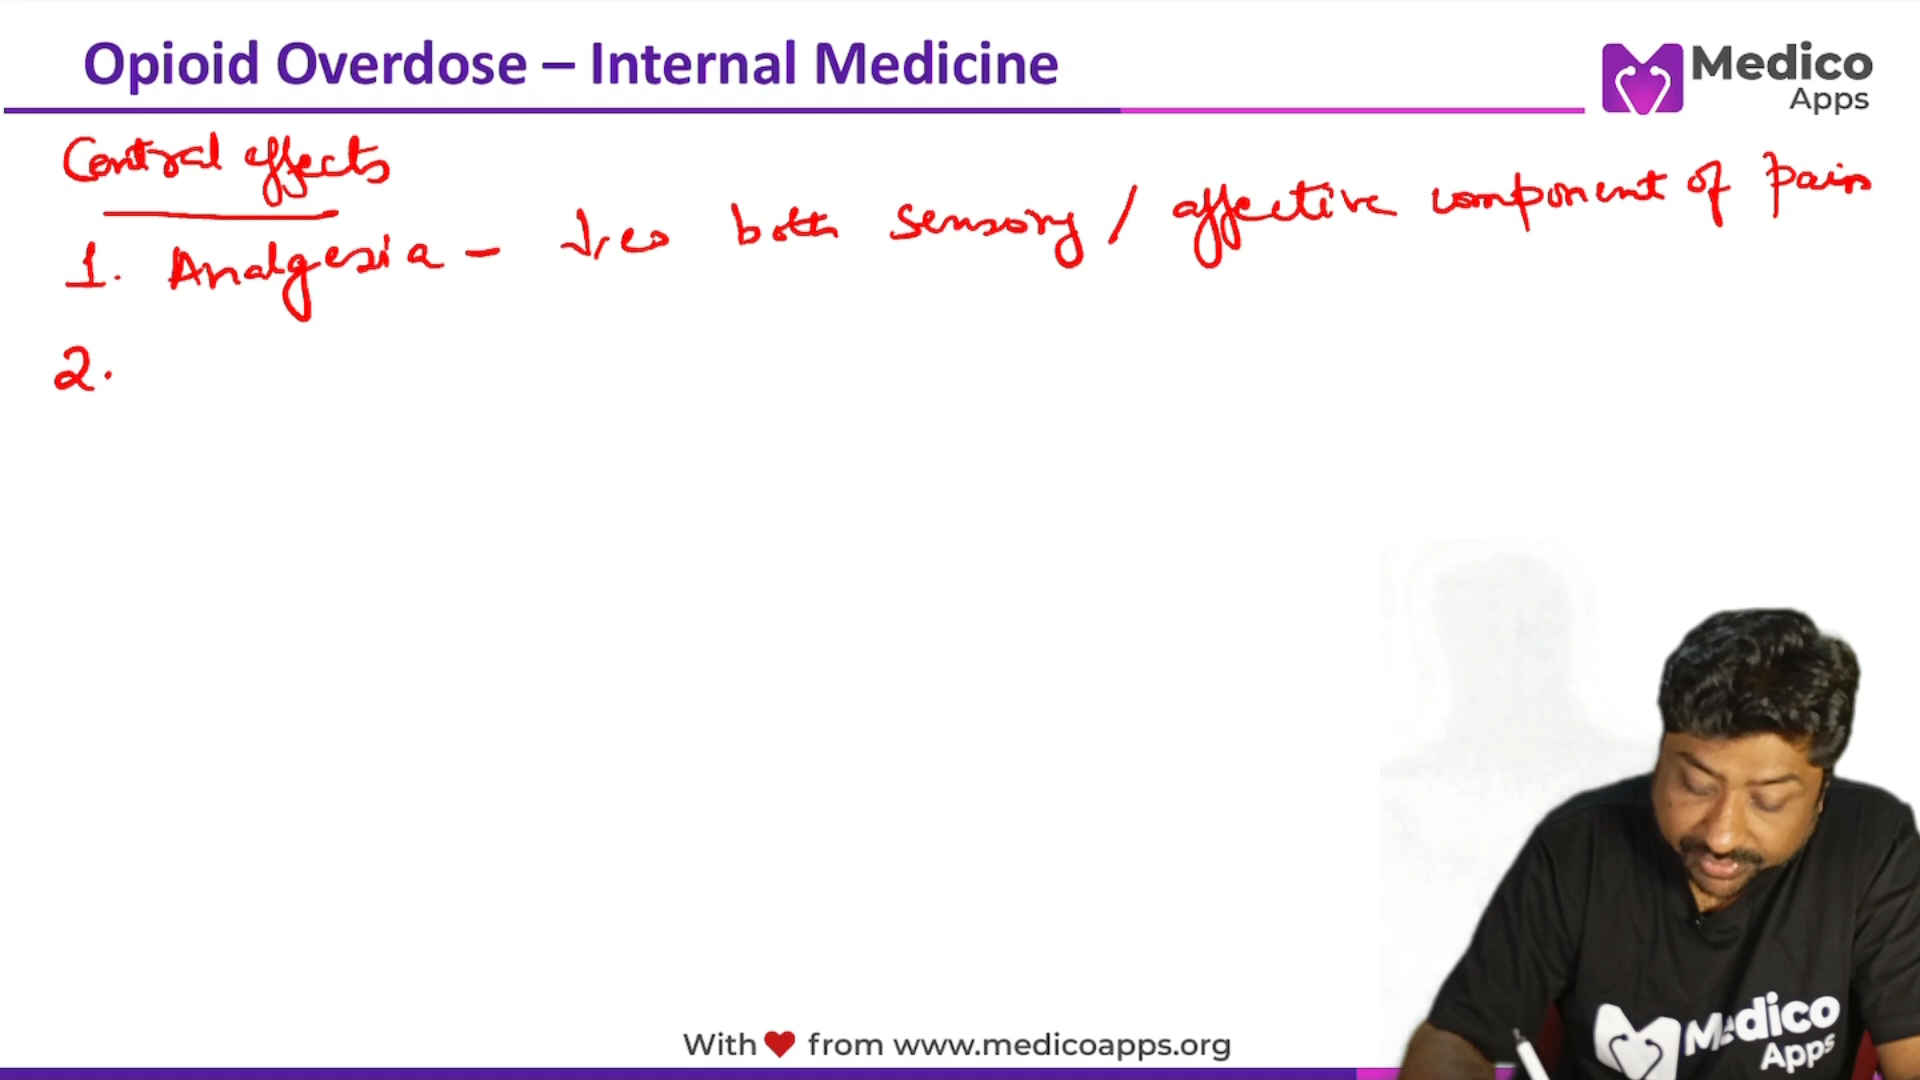 Opioid Overdose – Internal Medicine
Medico
Apps
Central effects
1. Analgesia - ↓es both sensory / affective component of pain
2.
Medico
Apps
With ❤ from www.medicoapps.org